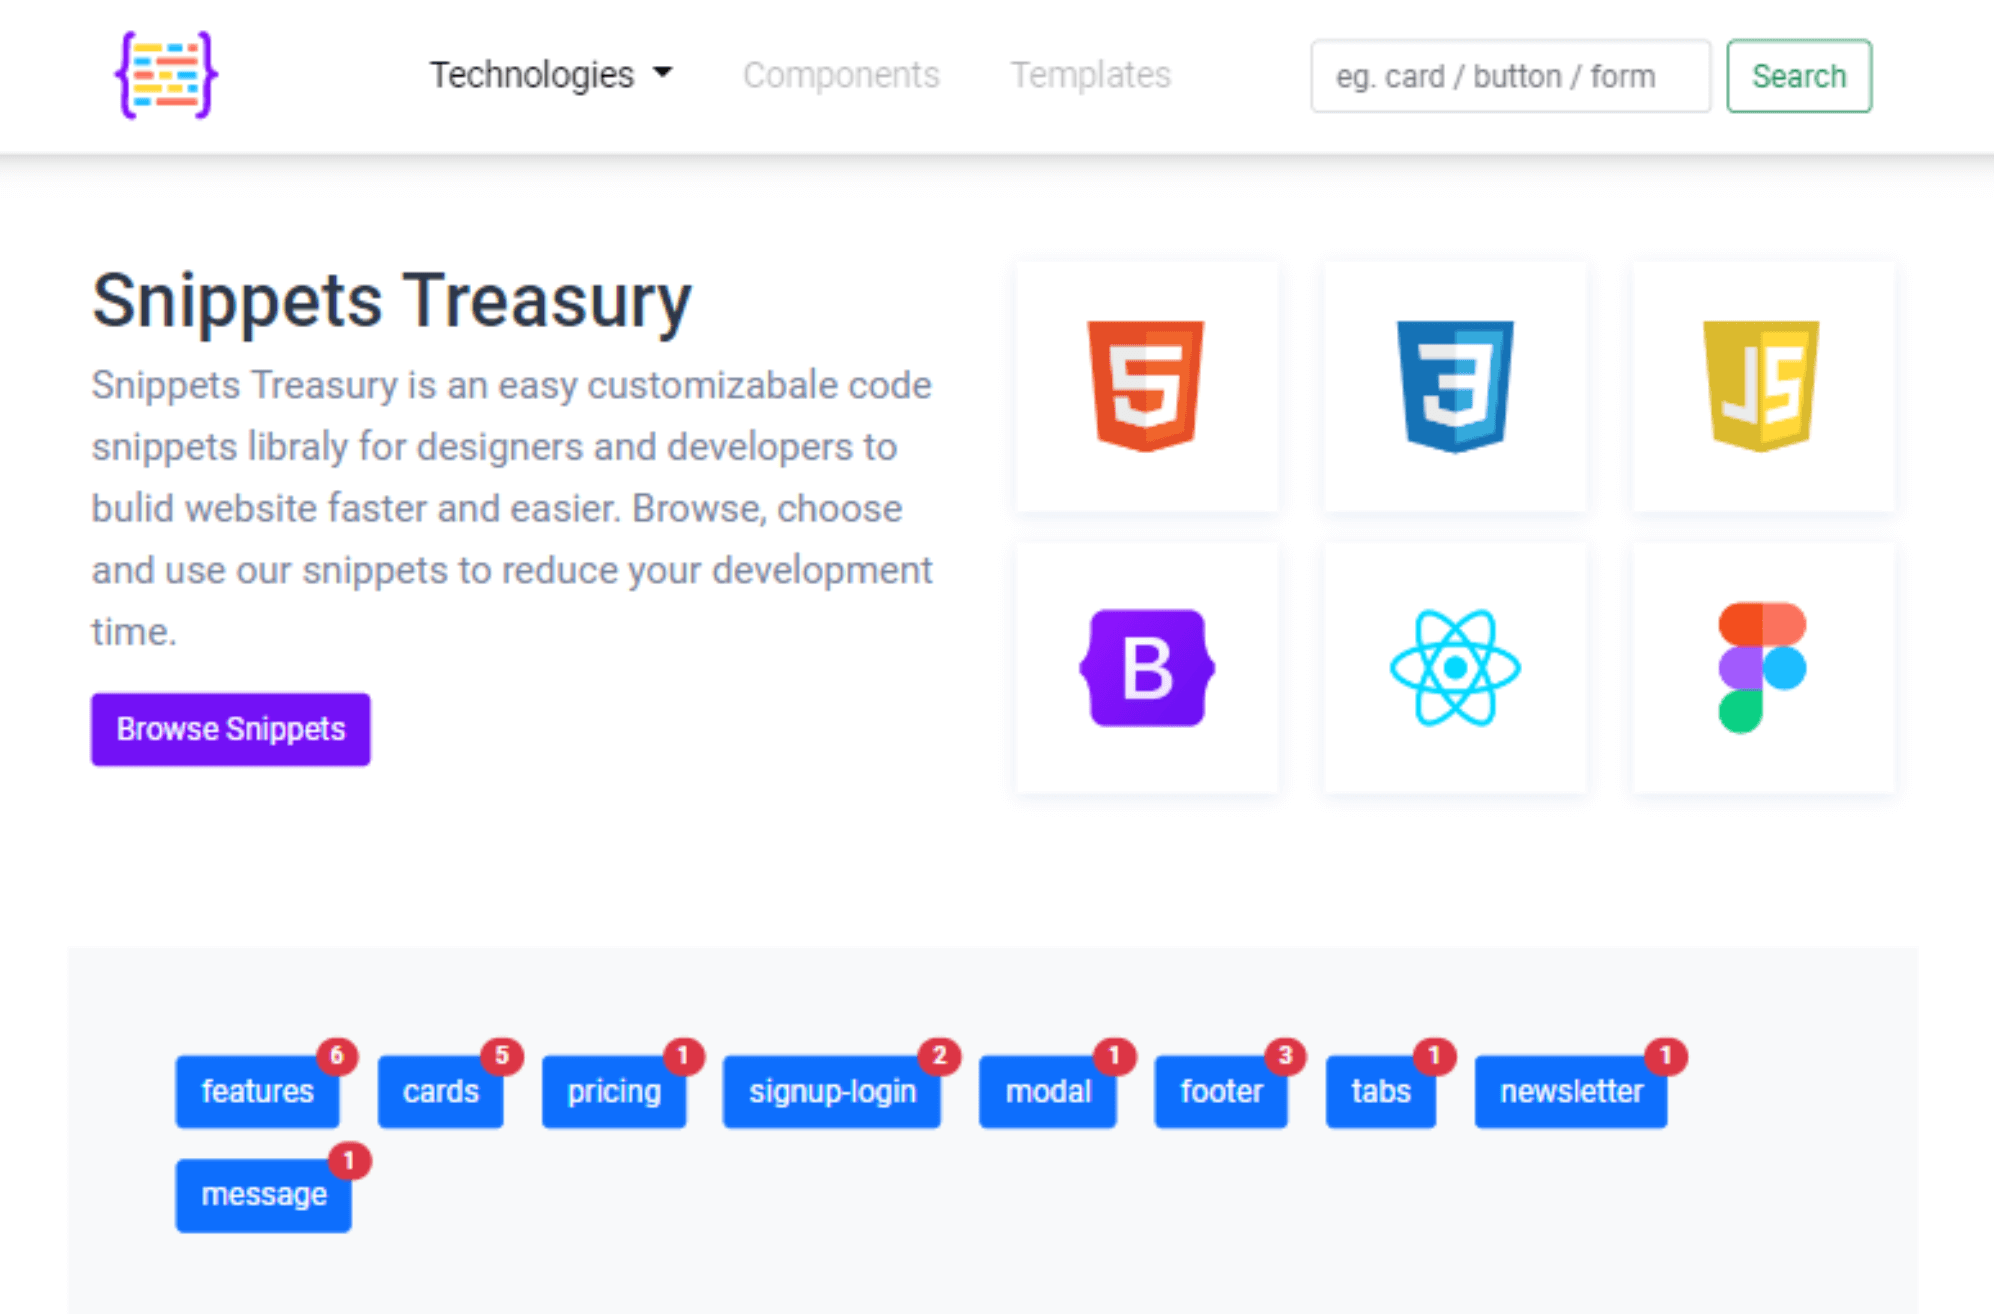 Technologies Components Templates eg. card / button / form Search
Snippets Treasury
Snippets Treasury is an easy customizabale code
snippets libraly for designers and developers to
bulid website faster and easier. Browse, choose
and use our snippets to reduce your development
time.
Browse Snippets
5 3 JS
B
6 5 1 2 1 3 1 1
features cards pricing signup-login modal footer tabs newsletter
1
message